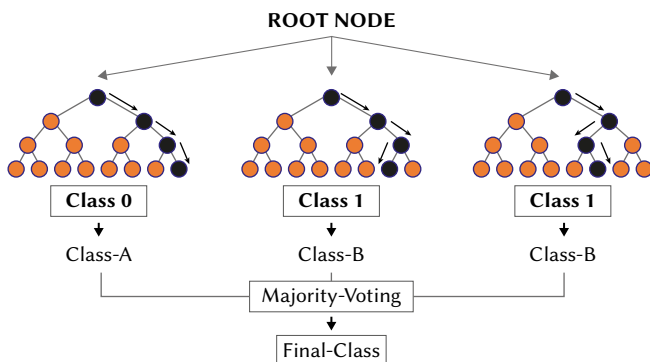 ROOT NODE
Class 0
Class 1
Class 1
Class-A
Class-B
Class-B
Majority-Voting
Final-Class